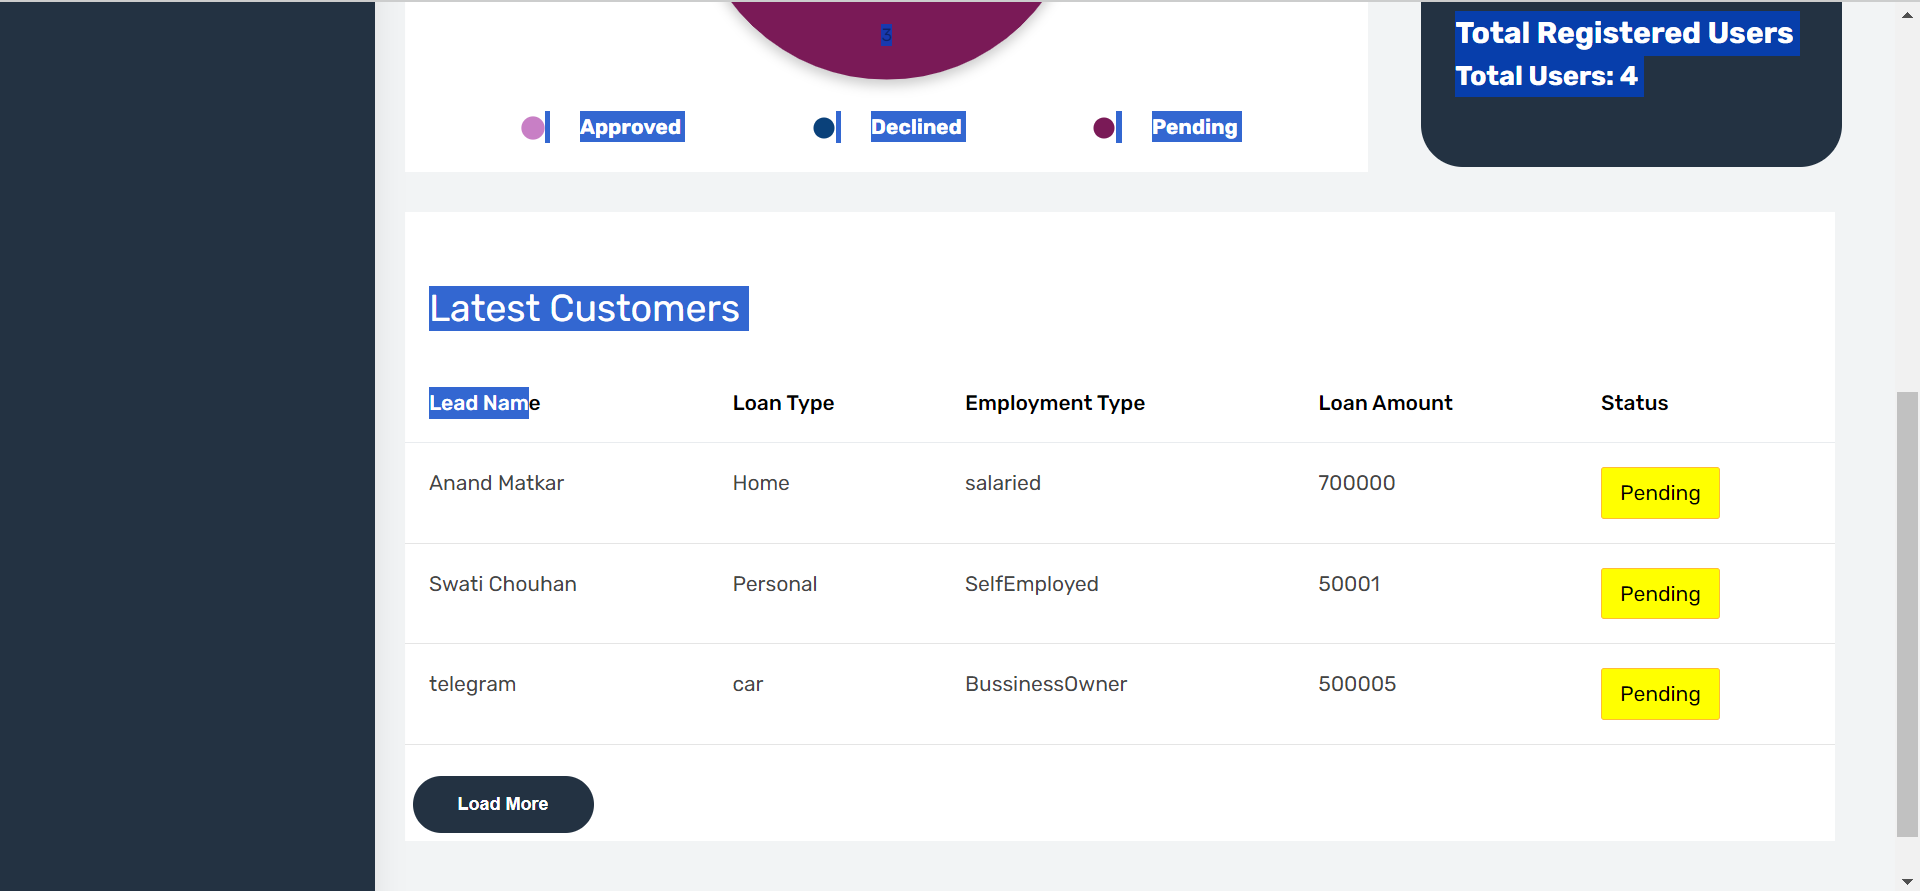 3
Approved Declined Pending
Total Registered Users
Total Users: 4
Latest Customers
Lead Name Loan Type Employment Type Loan Amount Status
Anand Matkar Home salaried 700000 Pending
Swati Chouhan Personal SelfEmployed 50001 Pending
telegram car BussinessOwner 500005 Pending
Load More